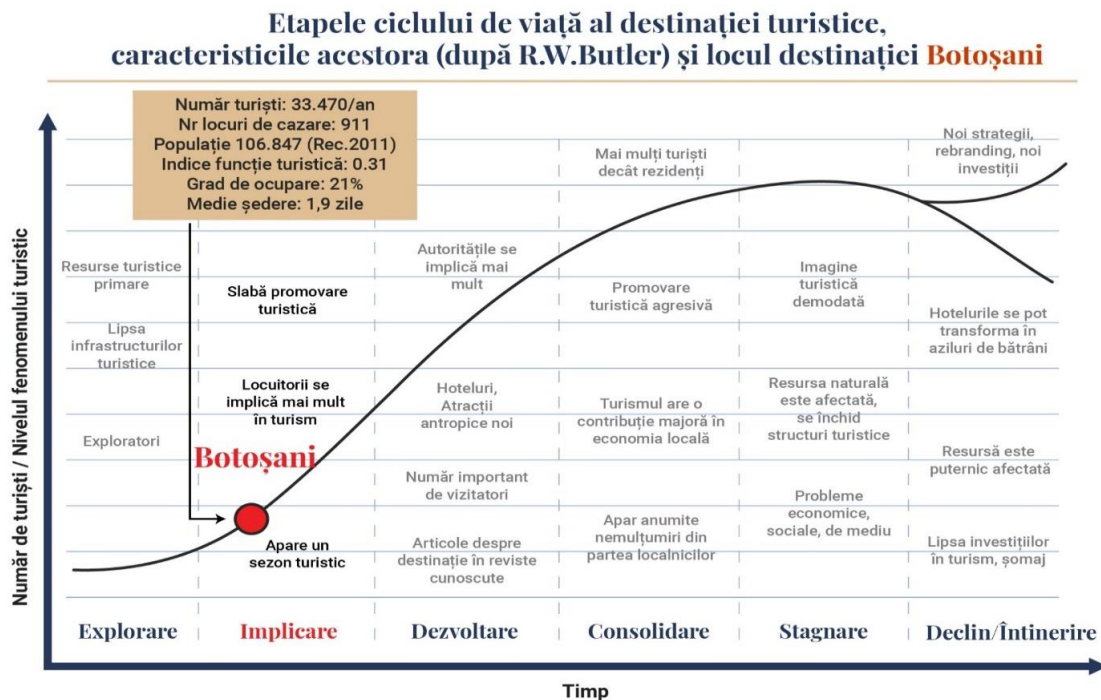 Etapele ciclului de viață al destinației turistice,
caracteristicile acestora (după R.W.Butler) și locul destinației Botoșani
Număr turiști: 33.470/an
Nr locuri de cazare: 911
Populație 106.847 (Rec.2011)
Indice funcție turistică: 0.31
Grad de ocupare: 21%
Medie ședere: 1,9 zile
Număr de turiști / Nivelul fenomenului turistic
Resurse turistice
primare
Lipsa
infrastructurilor
turistice
Exploratori
Slabă promovare
turistică
Locuitorii se
implică mai mult
în turism
Botoșani
Apare un
sezon turistic
Autoritățile se
implică mai
mult
Hoteluri,
Atracții
antropice noi
Număr important
de vizitatori
Articole despre
destinație în reviste
cunoscute
Mai mulți turiști
decât rezidenți
Promovare
turistică agresivă
Turismul are o
contribuție majoră în
economia locală
Apar anumite
nemulțumiri din
partea localnicilor
Imagine
turistică
demodată
Resursa naturală
este afectată,
se închid
structuri turistice
Probleme
economice,
sociale, de mediu
Noi strategii,
rebranding, noi
investiții
Hotelurile se pot
transforma în
aziluri de bătrâni
Resursă este
puternic afectată
Lipsa investițiilor
în turism, șomaj
Explorare
Implicare
Dezvoltare
Consolidare
Stagnare
Declin/Întinerire
Timp